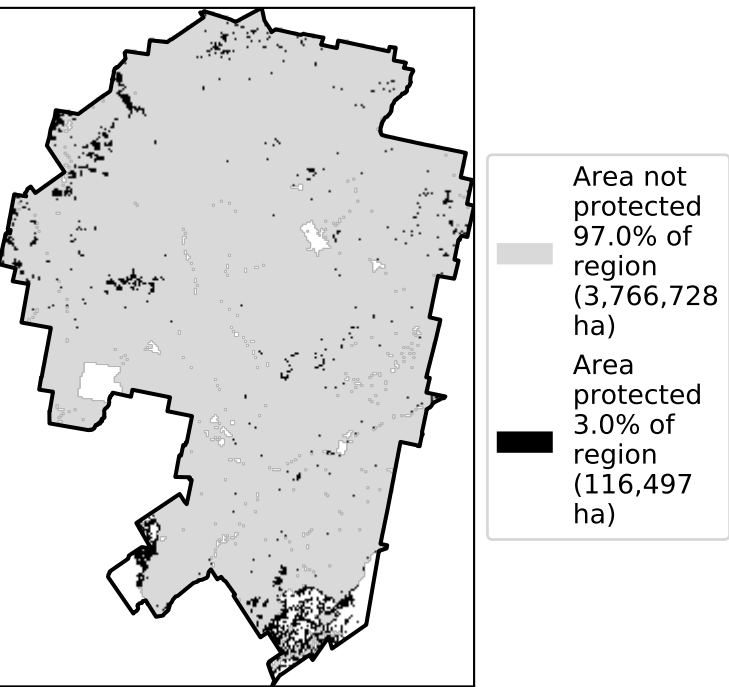 Area not
protected
97.0% of
region
(3,766,728
ha)
Area
protected
3.0% of
region
(116,497
ha)